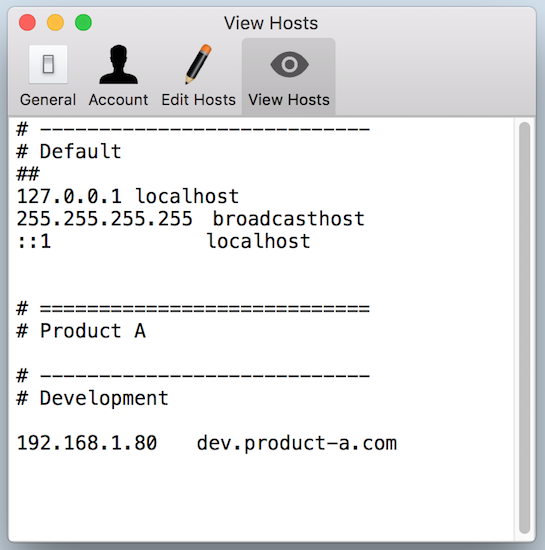 View Hosts
General Account Edit Hosts View Hosts
# ----------------------------
# Default
##
127.0.0.1 localhost
255.255.255.255 broadcasthost
::1 localhost
# ============================
# Product A
# ----------------------------
# Development
192.168.1.80 dev.product-a.com